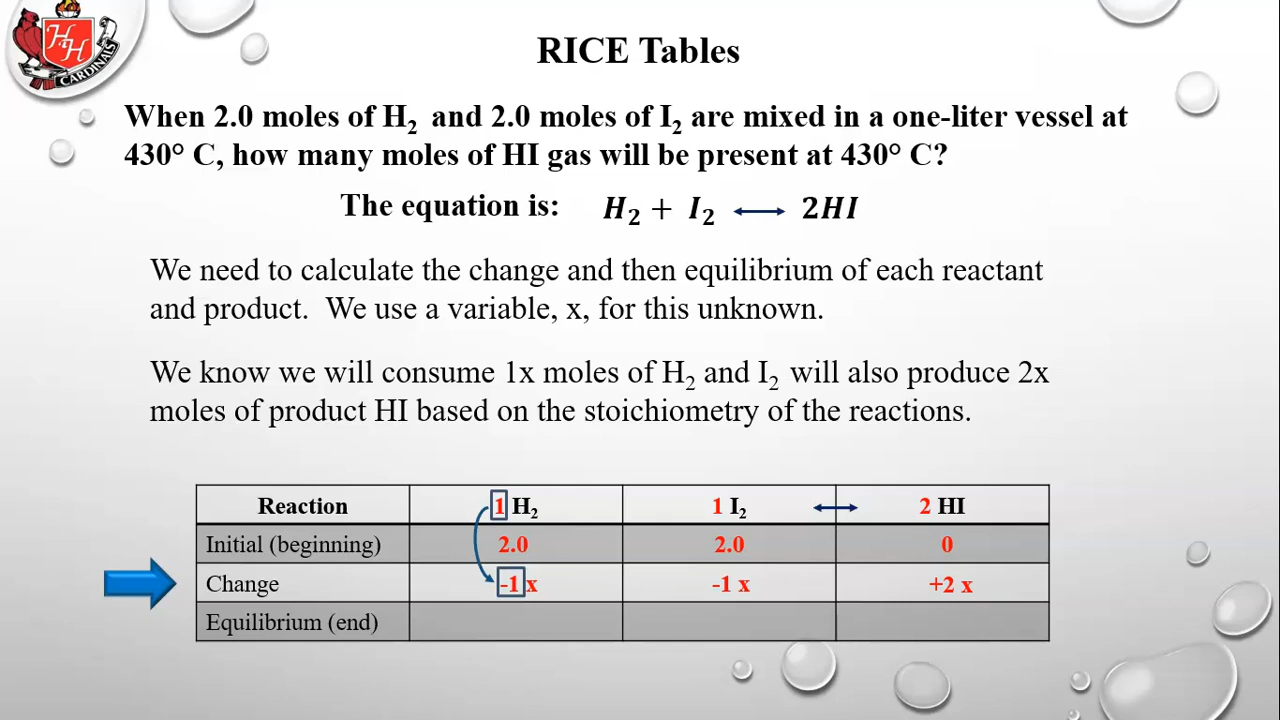 HH
CARDINALS
RICE Tables
When 2.0 moles of H₂ and 2.0 moles of I₂ are mixed in a one-liter vessel at
430° C, how many moles of HI gas will be present at 430° C?
The equation is: H₂ + I₂ ⟷ 2HI
We need to calculate the change and then equilibrium of each reactant
and product. We use a variable, x, for this unknown.
We know we will consume 1x moles of H₂ and I₂ will also produce 2x
moles of product HI based on the stoichiometry of the reactions.
Reaction 1 H₂ 1 I₂ ⟷ 2 HI
Initial (beginning) 2.0 2.0 0
Change -1 x -1 x +2 x
Equilibrium (end)